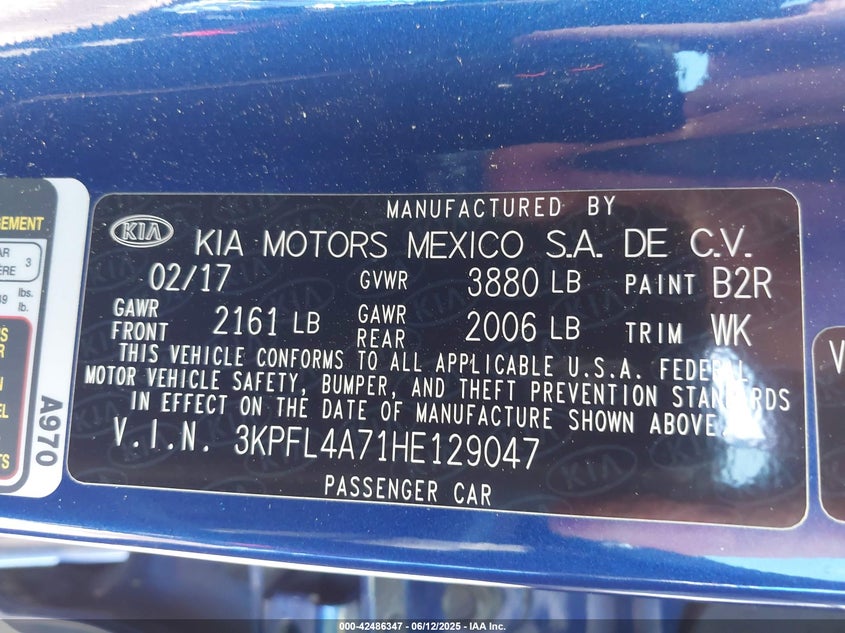 MANUFACTURED BY
KIA KIA MOTORS MEXICO S.A. DE C.V.
02/17 GVWR 3880 LB PAINT B2R
GAWR FRONT 2161 LB GAWR REAR 2006 LB TRIM WK
THIS VEHICLE CONFORMS TO ALL APPLICABLE U.S.A. FEDERAL
MOTOR VEHICLE SAFETY, BUMPER, AND THEFT PREVENTION STANDARDS
IN EFFECT ON THE DATE OF MANUFACTURE SHOWN ABOVE.
V.I.N. 3KPFL4A71HE129047
PASSENGER CAR
A970
3
lbs.
lb.
000-42486347 - 06/12/2025 - IAA Inc.